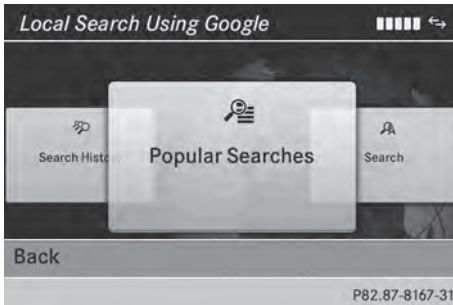 Local Search Using Google
Search Histo
Popular Searches
Search
Back
P82.87-8167-31